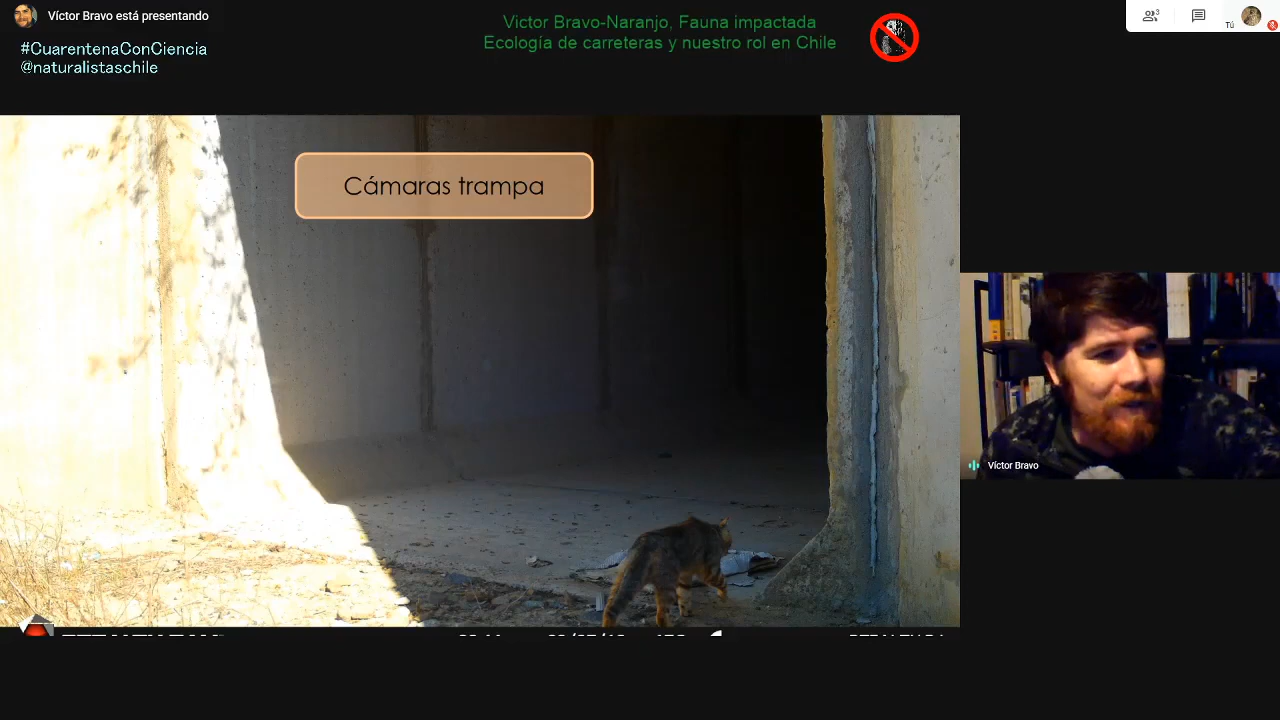 Víctor Bravo está presentando
#CuarentenaConCiencia
@naturalistaschile
Victor Bravo-Naranjo, Fauna impactada
Ecología de carreteras y nuestro rol en Chile
3
Tú
Cámaras trampa
Víctor Bravo